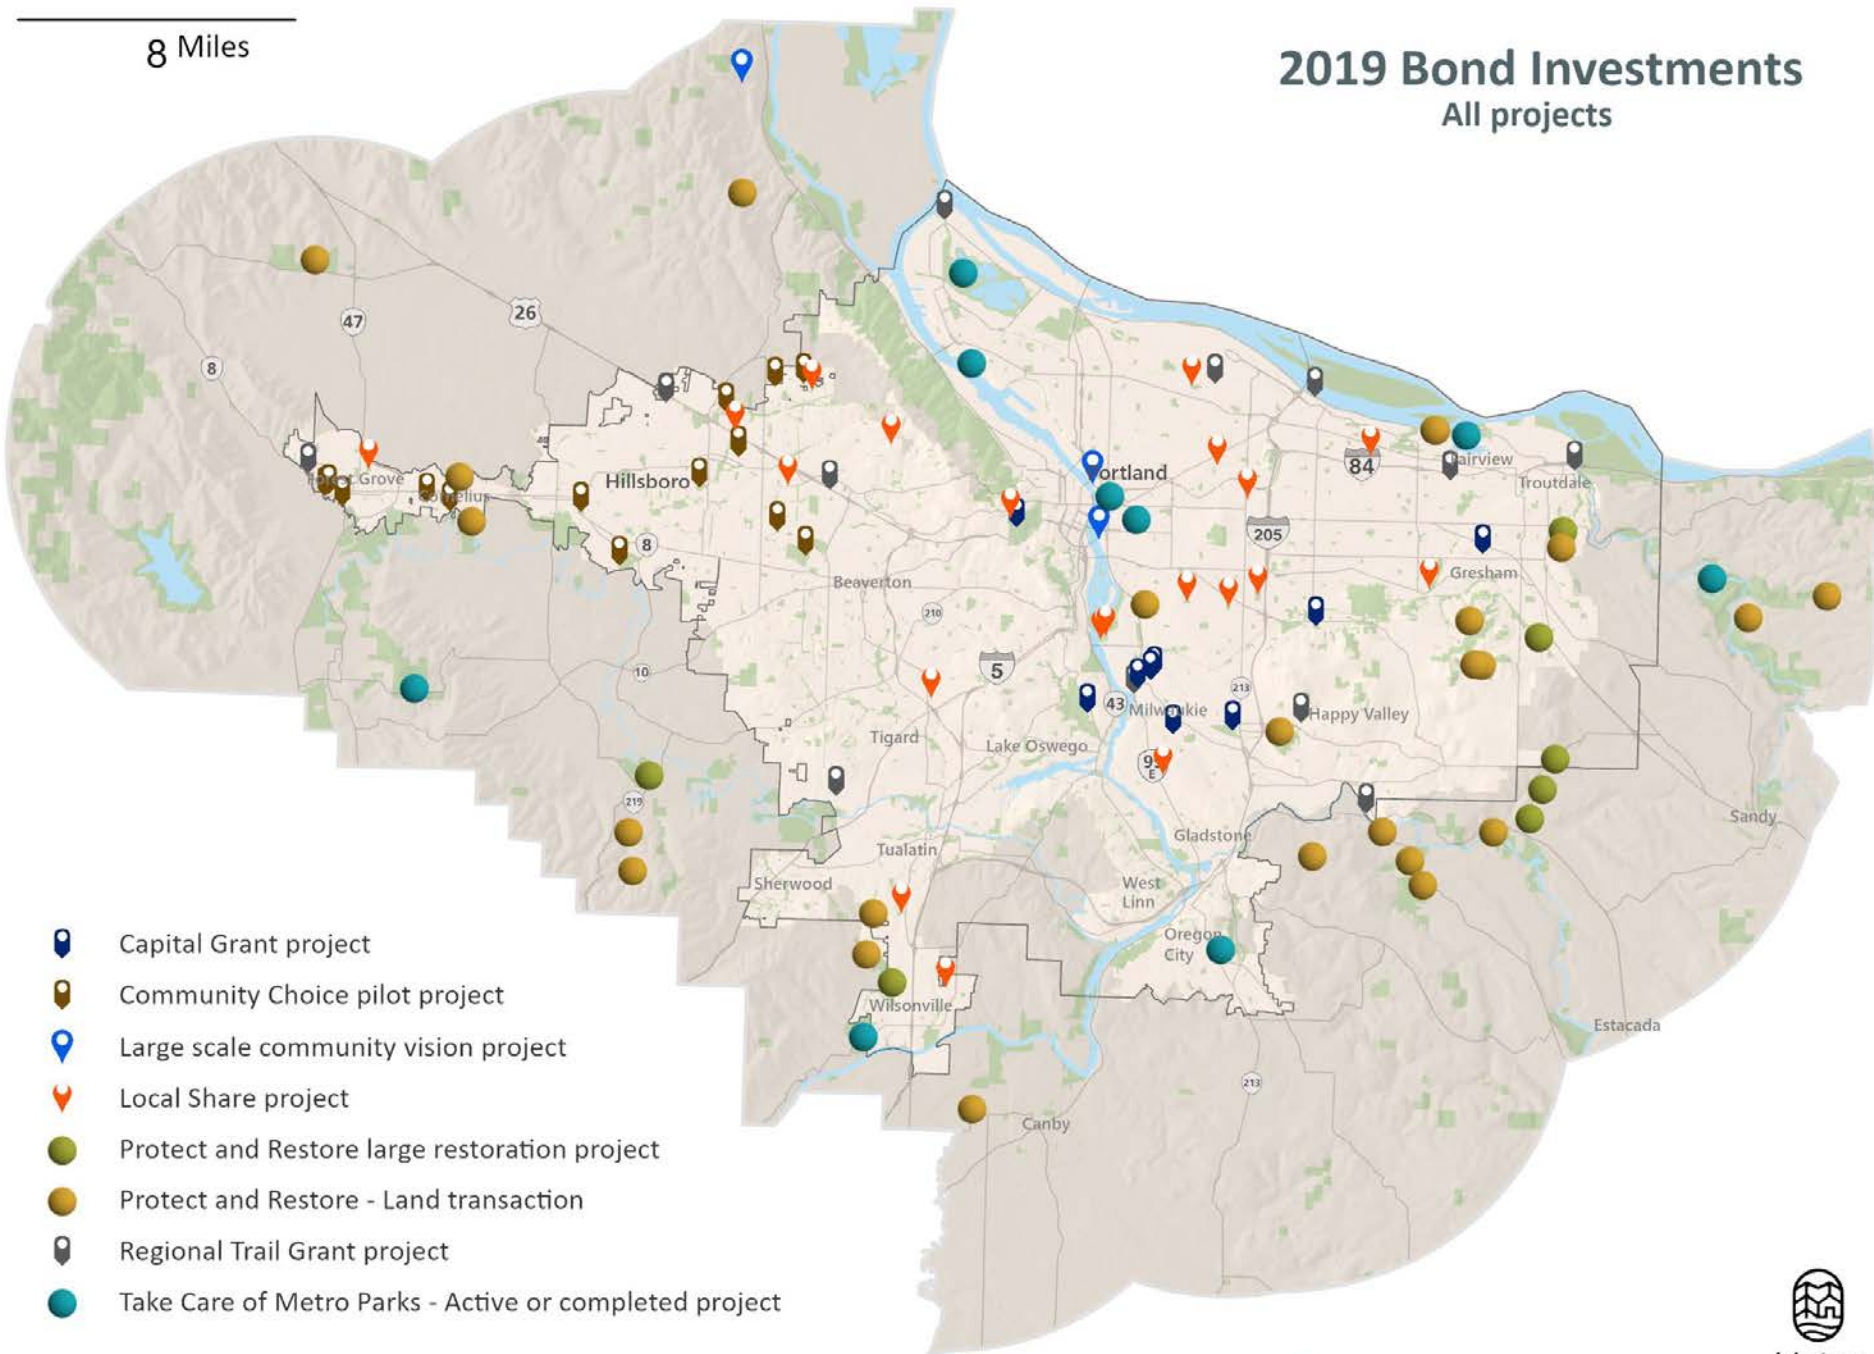 8 Miles
2019 Bond Investments
All projects
47
26
8
Forest Grove
Cornelius
Hillsboro
8
Portland
84
Fairview
Troutdale
205
Beaverton
210
Gresham
5
10
43
Milwaukie
213
Happy Valley
Tigard
Lake Oswego
E
219
Sandy
Gladstone
Tualatin
Sherwood
West
Linn
Oregon
City
Wilsonville
Estacada
213
Canby
Capital Grant project
Community Choice pilot project
Large scale community vision project
Local Share project
Protect and Restore large restoration project
Protect and Restore - Land transaction
Regional Trail Grant project
Take Care of Metro Parks - Active or completed project